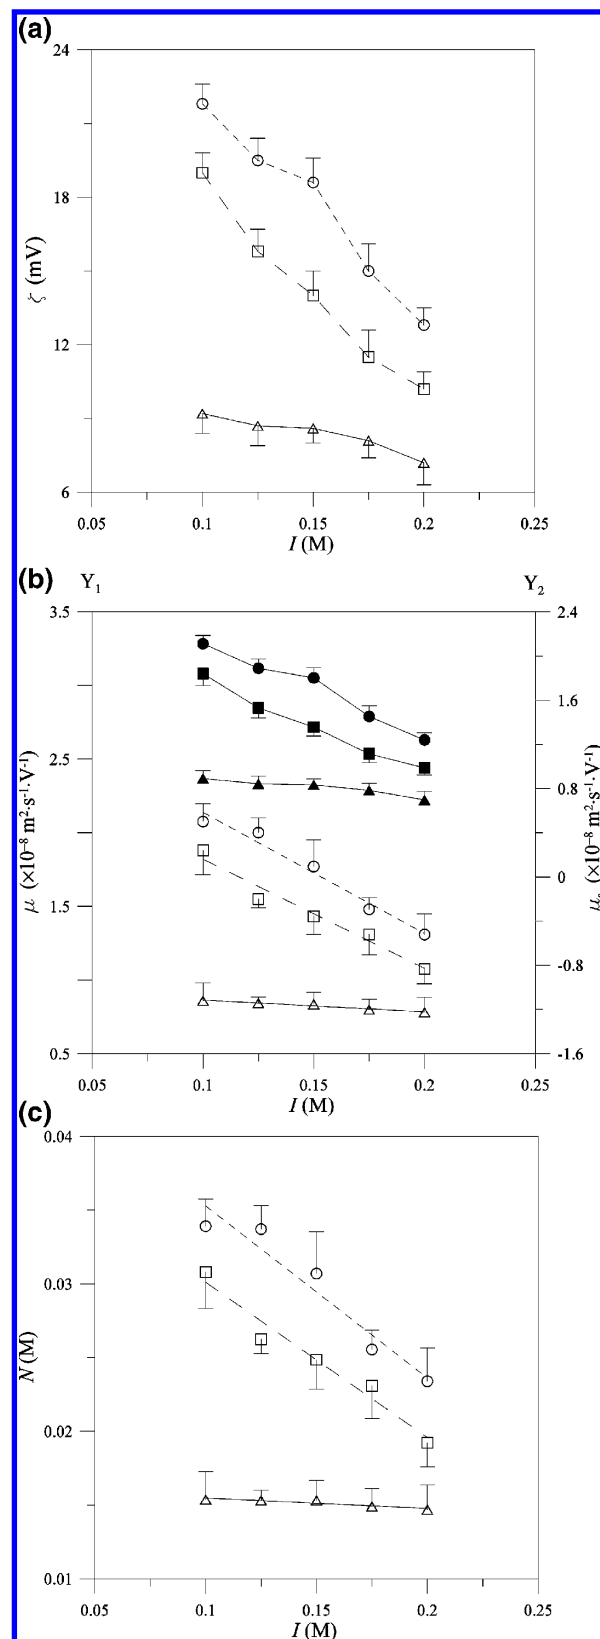 (a)
24
18
12
6
ζ (mV)
0.05 0.1 0.15 0.2 0.25
I (M)
(b) Y₁ Y₂
3.5
2.5
1.5
0.5
μ (×10⁻⁸ m²·s⁻¹·V⁻¹)
2.4
1.6
0.8
0
-0.8
-1.6
(×10⁻⁸ m²·s⁻¹·V⁻¹)
0.05 0.1 0.15 0.2 0.25
I (M)
(c)
0.04
0.03
0.02
0.01
N (M)
0.05 0.1 0.15 0.2 0.25
I (M)